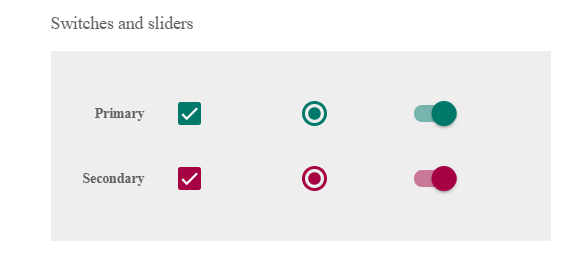 Switches and sliders
Primary
Secondary